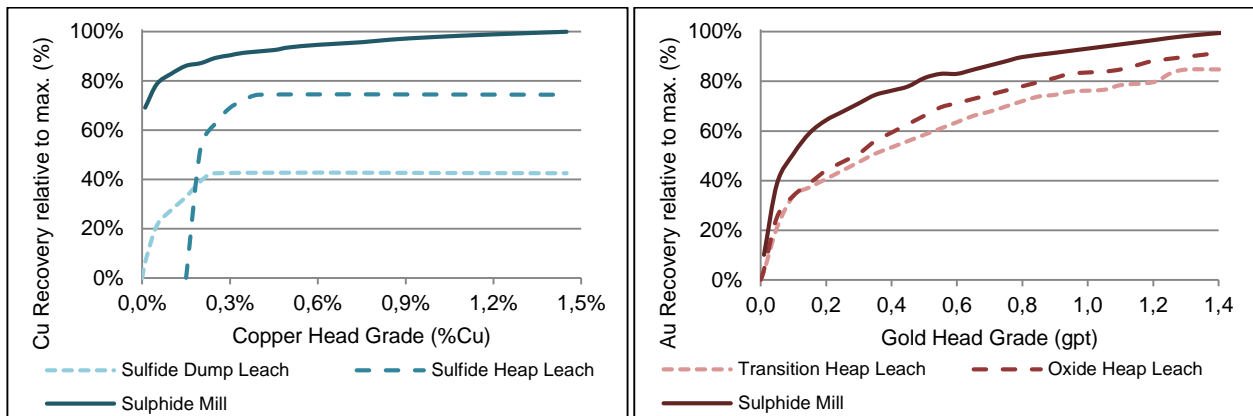 Cu Recovery relative to max. (%)
100%
80%
60%
40%
20%
0%
0,0% 0,3% 0,6% 0,9% 1,2% 1,5%
Copper Head Grade (%Cu)
Sulfide Dump Leach Sulfide Heap Leach
Sulphide Mill
Au Recovery relative to max. (%)
100%
80%
60%
40%
20%
0%
0,0 0,2 0,4 0,6 0,8 1,0 1,2 1,4
Gold Head Grade (gpt)
Transition Heap Leach Oxide Heap Leach
Sulphide Mill